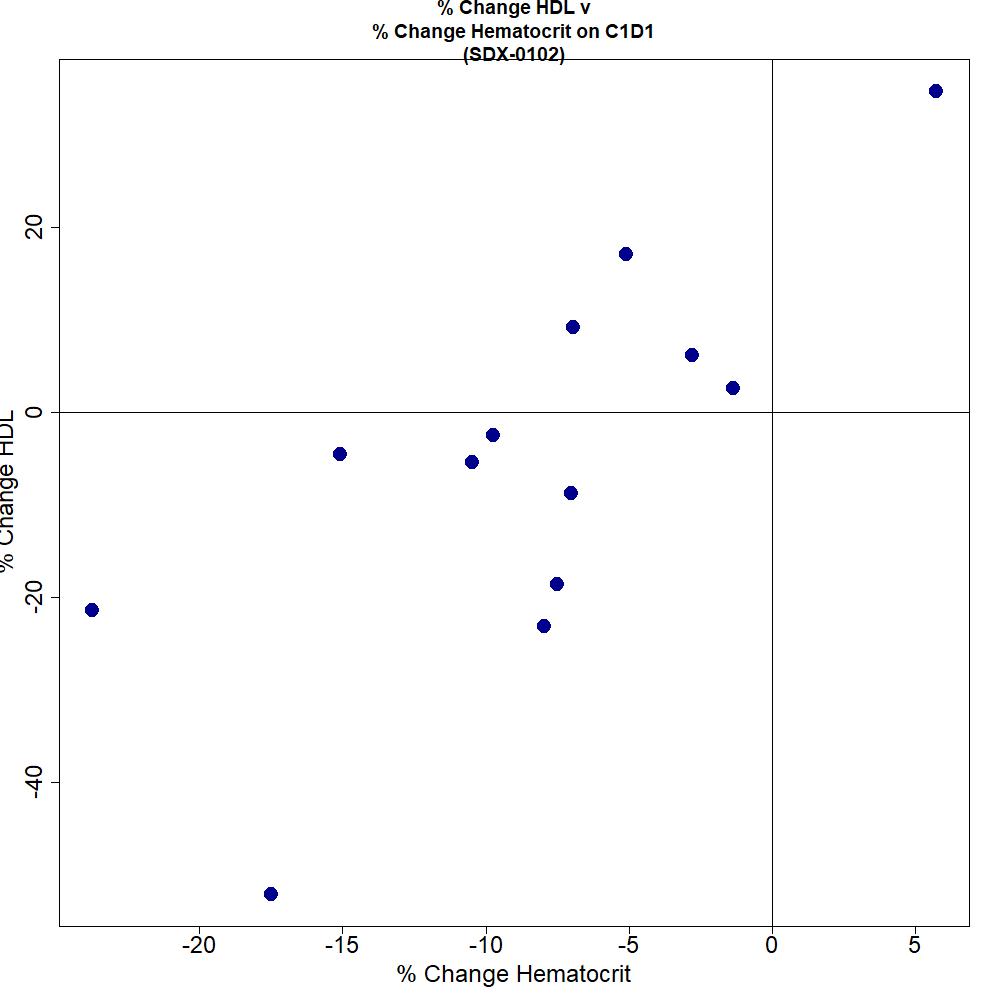 % Change HDL v
% Change Hematocrit on C1D1
(SDX-0102)
20
0
-20
-40
% Change HDL
-20 -15 -10 -5 0 5
% Change Hematocrit